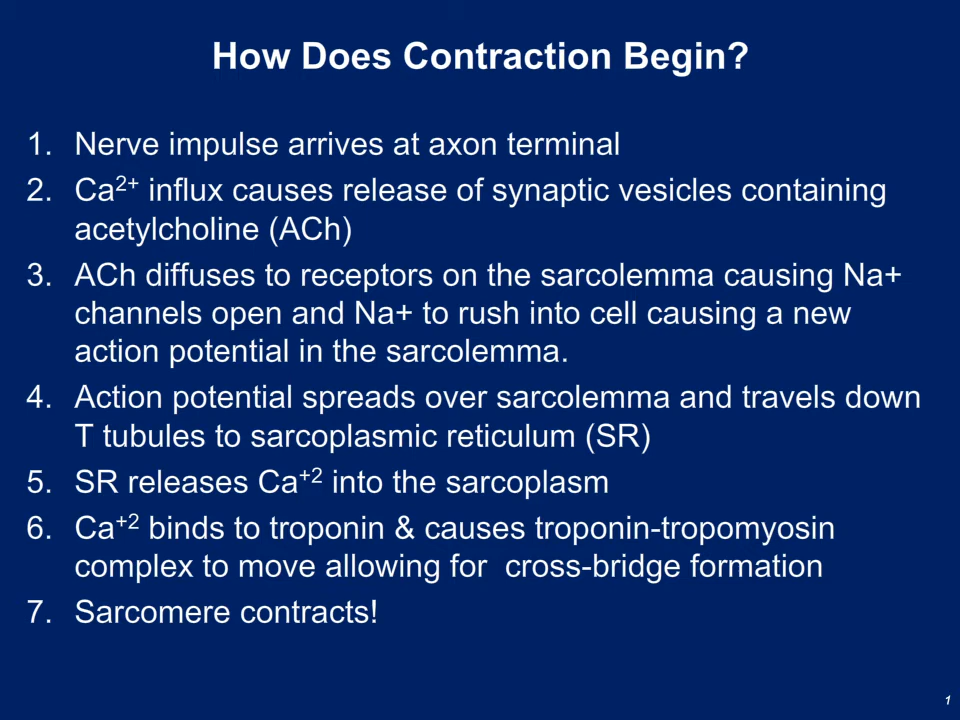 How Does Contraction Begin?
1. Nerve impulse arrives at axon terminal
2. Ca²⁺ influx causes release of synaptic vesicles containing
acetylcholine (ACh)
3. ACh diffuses to receptors on the sarcolemma causing Na+
channels open and Na+ to rush into cell causing a new
action potential in the sarcolemma.
4. Action potential spreads over sarcolemma and travels down
T tubules to sarcoplasmic reticulum (SR)
5. SR releases Ca⁺² into the sarcoplasm
6. Ca⁺² binds to troponin & causes troponin-tropomyosin
complex to move allowing for  cross-bridge formation
7. Sarcomere contracts!
1